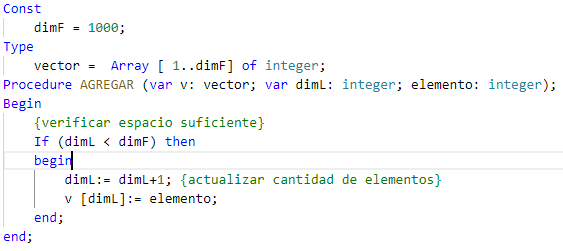 Const
dimF = 1000;
Type
vector =  Array [ 1..dimF] of integer;
Procedure AGREGAR (var v: vector; var dimL: integer; elemento: integer);
Begin
{verificar espacio suficiente}
If (dimL < dimF) then
begin
dimL:= dimL+1; {actualizar cantidad de elementos}
v [dimL]:= elemento;
end;
end;